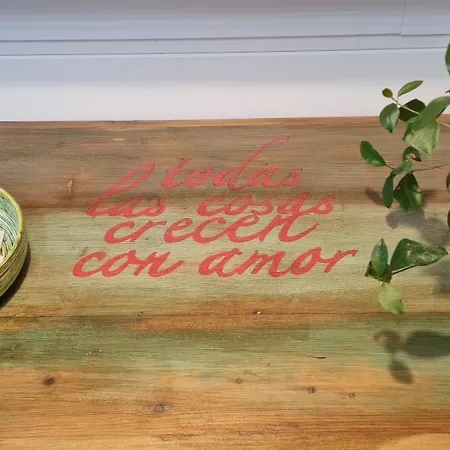 todas
las cosas
crecen
con amor